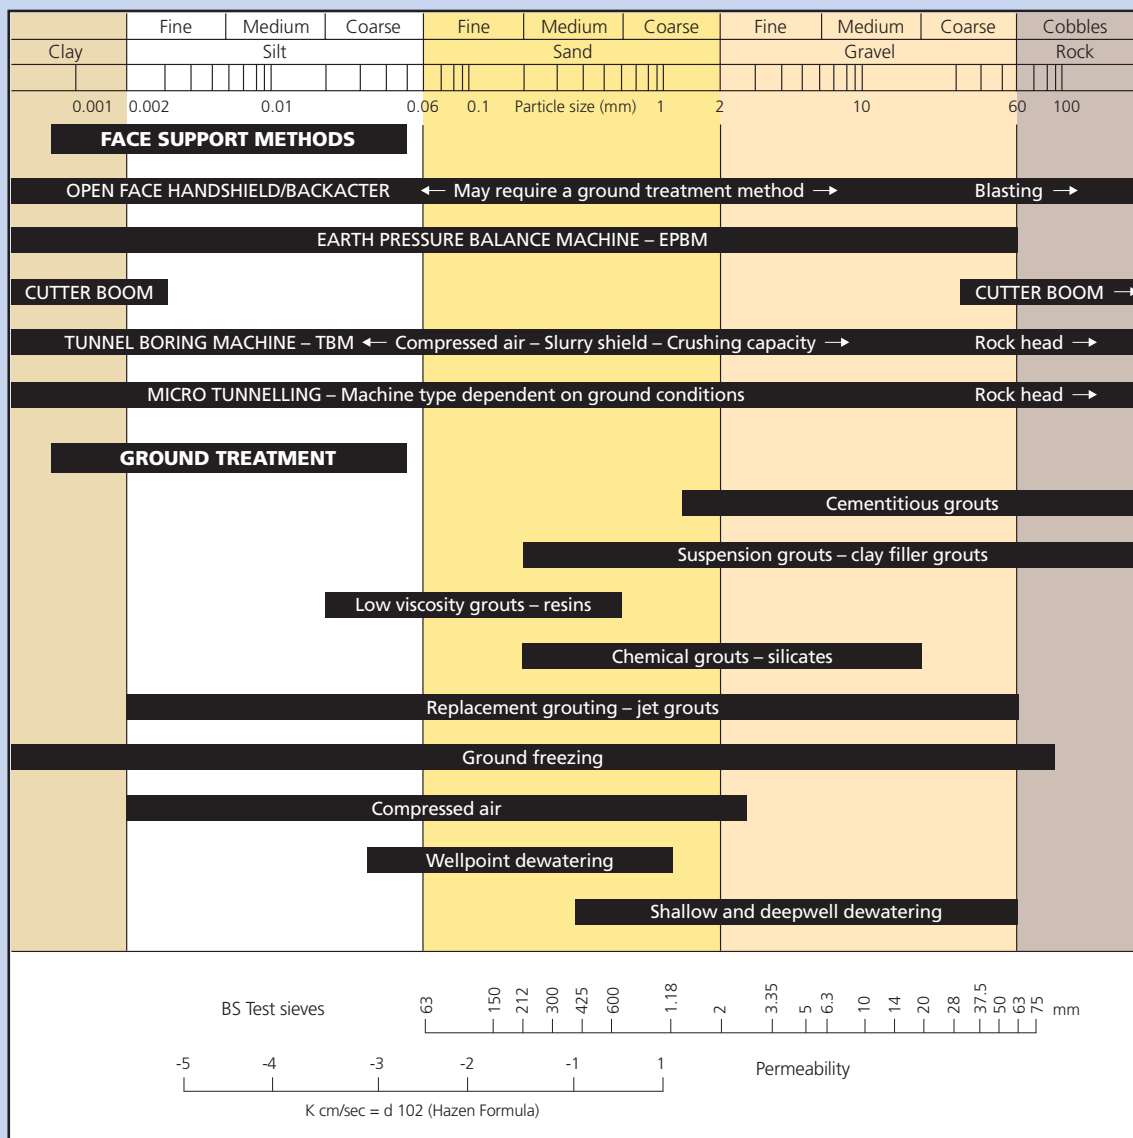 Fine Medium Coarse Fine Medium Coarse Fine Medium Coarse Cobbles
Clay Silt Sand Gravel Rock
0.001 0.002 0.01 0.06 0.1 Particle size (mm) 1 2 10 60 100
FACE SUPPORT METHODS
OPEN FACE HANDSHIELD/BACKACTER ← May require a ground treatment method → Blasting →
EARTH PRESSURE BALANCE MACHINE – EPBM
CUTTER BOOM CUTTER BOOM →
TUNNEL BORING MACHINE – TBM ← Compressed air – Slurry shield – Crushing capacity → Rock head →
MICRO TUNNELLING – Machine type dependent on ground conditions Rock head →
GROUND TREATMENT
Cementitious grouts
Suspension grouts – clay filler grouts
Low viscosity grouts – resins
Chemical grouts – silicates
Replacement grouting – jet grouts
Ground freezing
Compressed air
Wellpoint dewatering
Shallow and deepwell dewatering
BS Test sieves 63 150 212 300 425 600 1.18 2 3.35 5 6.3 10 14 20 28 37.5 50 63 75 mm
-5 -4 -3 -2 -1 1 Permeability
K cm/sec = d 102 (Hazen Formula)